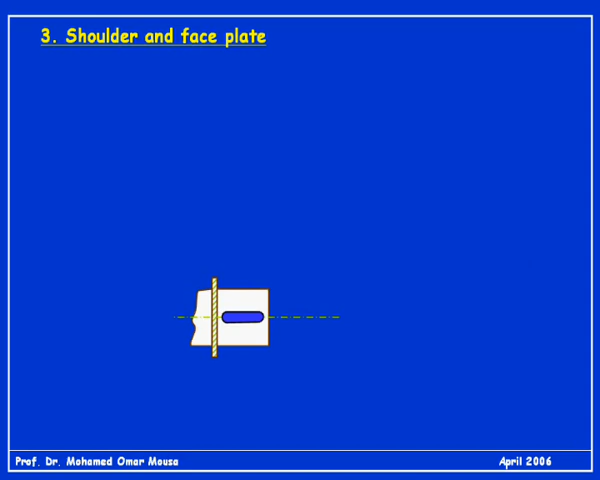 3. Shoulder and face plate
Prof. Dr. Mohamed Omar Mousa
April 2006